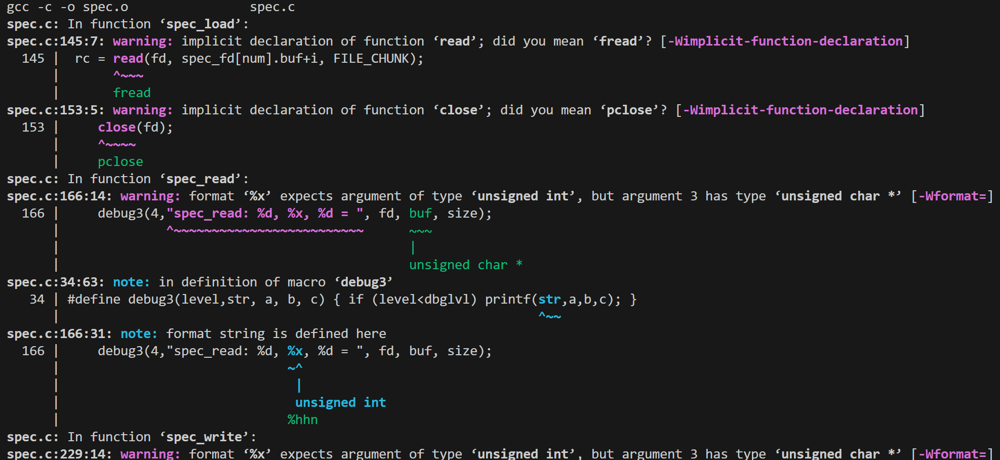 gcc -c -o spec.o                spec.c
spec.c: In function ‘spec_load’:
spec.c:145:7: warning: implicit declaration of function ‘read’; did you mean ‘fread’? [-Wimplicit-function-declaration]
  145 |  rc = read(fd, spec_fd[num].buf+i, FILE_CHUNK);
      |       ^~~~
      |       fread
spec.c:153:5: warning: implicit declaration of function ‘close’; did you mean ‘pclose’? [-Wimplicit-function-declaration]
  153 |     close(fd);
      |     ^~~~~
      |     pclose
spec.c: In function ‘spec_read’:
spec.c:166:14: warning: format ‘%x’ expects argument of type ‘unsigned int’, but argument 3 has type ‘unsigned char *’ [-Wformat=]
  166 |     debug3(4,"spec_read: %d, %x, %d = ", fd, buf, size);
      |              ^~~~~~~~~~~~~~~~~~~~~~~~~~      ~~~
      |                                              |
      |                                              unsigned char *
spec.c:34:63: note: in definition of macro ‘debug3’
   34 | #define debug3(level,str, a, b, c) { if (level<dbglvl) printf(str,a,b,c); }
      |                                                               ^~~
spec.c:166:31: note: format string is defined here
  166 |     debug3(4,"spec_read: %d, %x, %d = ", fd, buf, size);
      |                              ~^
      |                               |
      |                               unsigned int
      |                              %hhn
spec.c: In function ‘spec_write’:
spec.c:229:14: warning: format ‘%x’ expects argument of type ‘unsigned int’, but argument 3 has type ‘unsigned char *’ [-Wformat=]